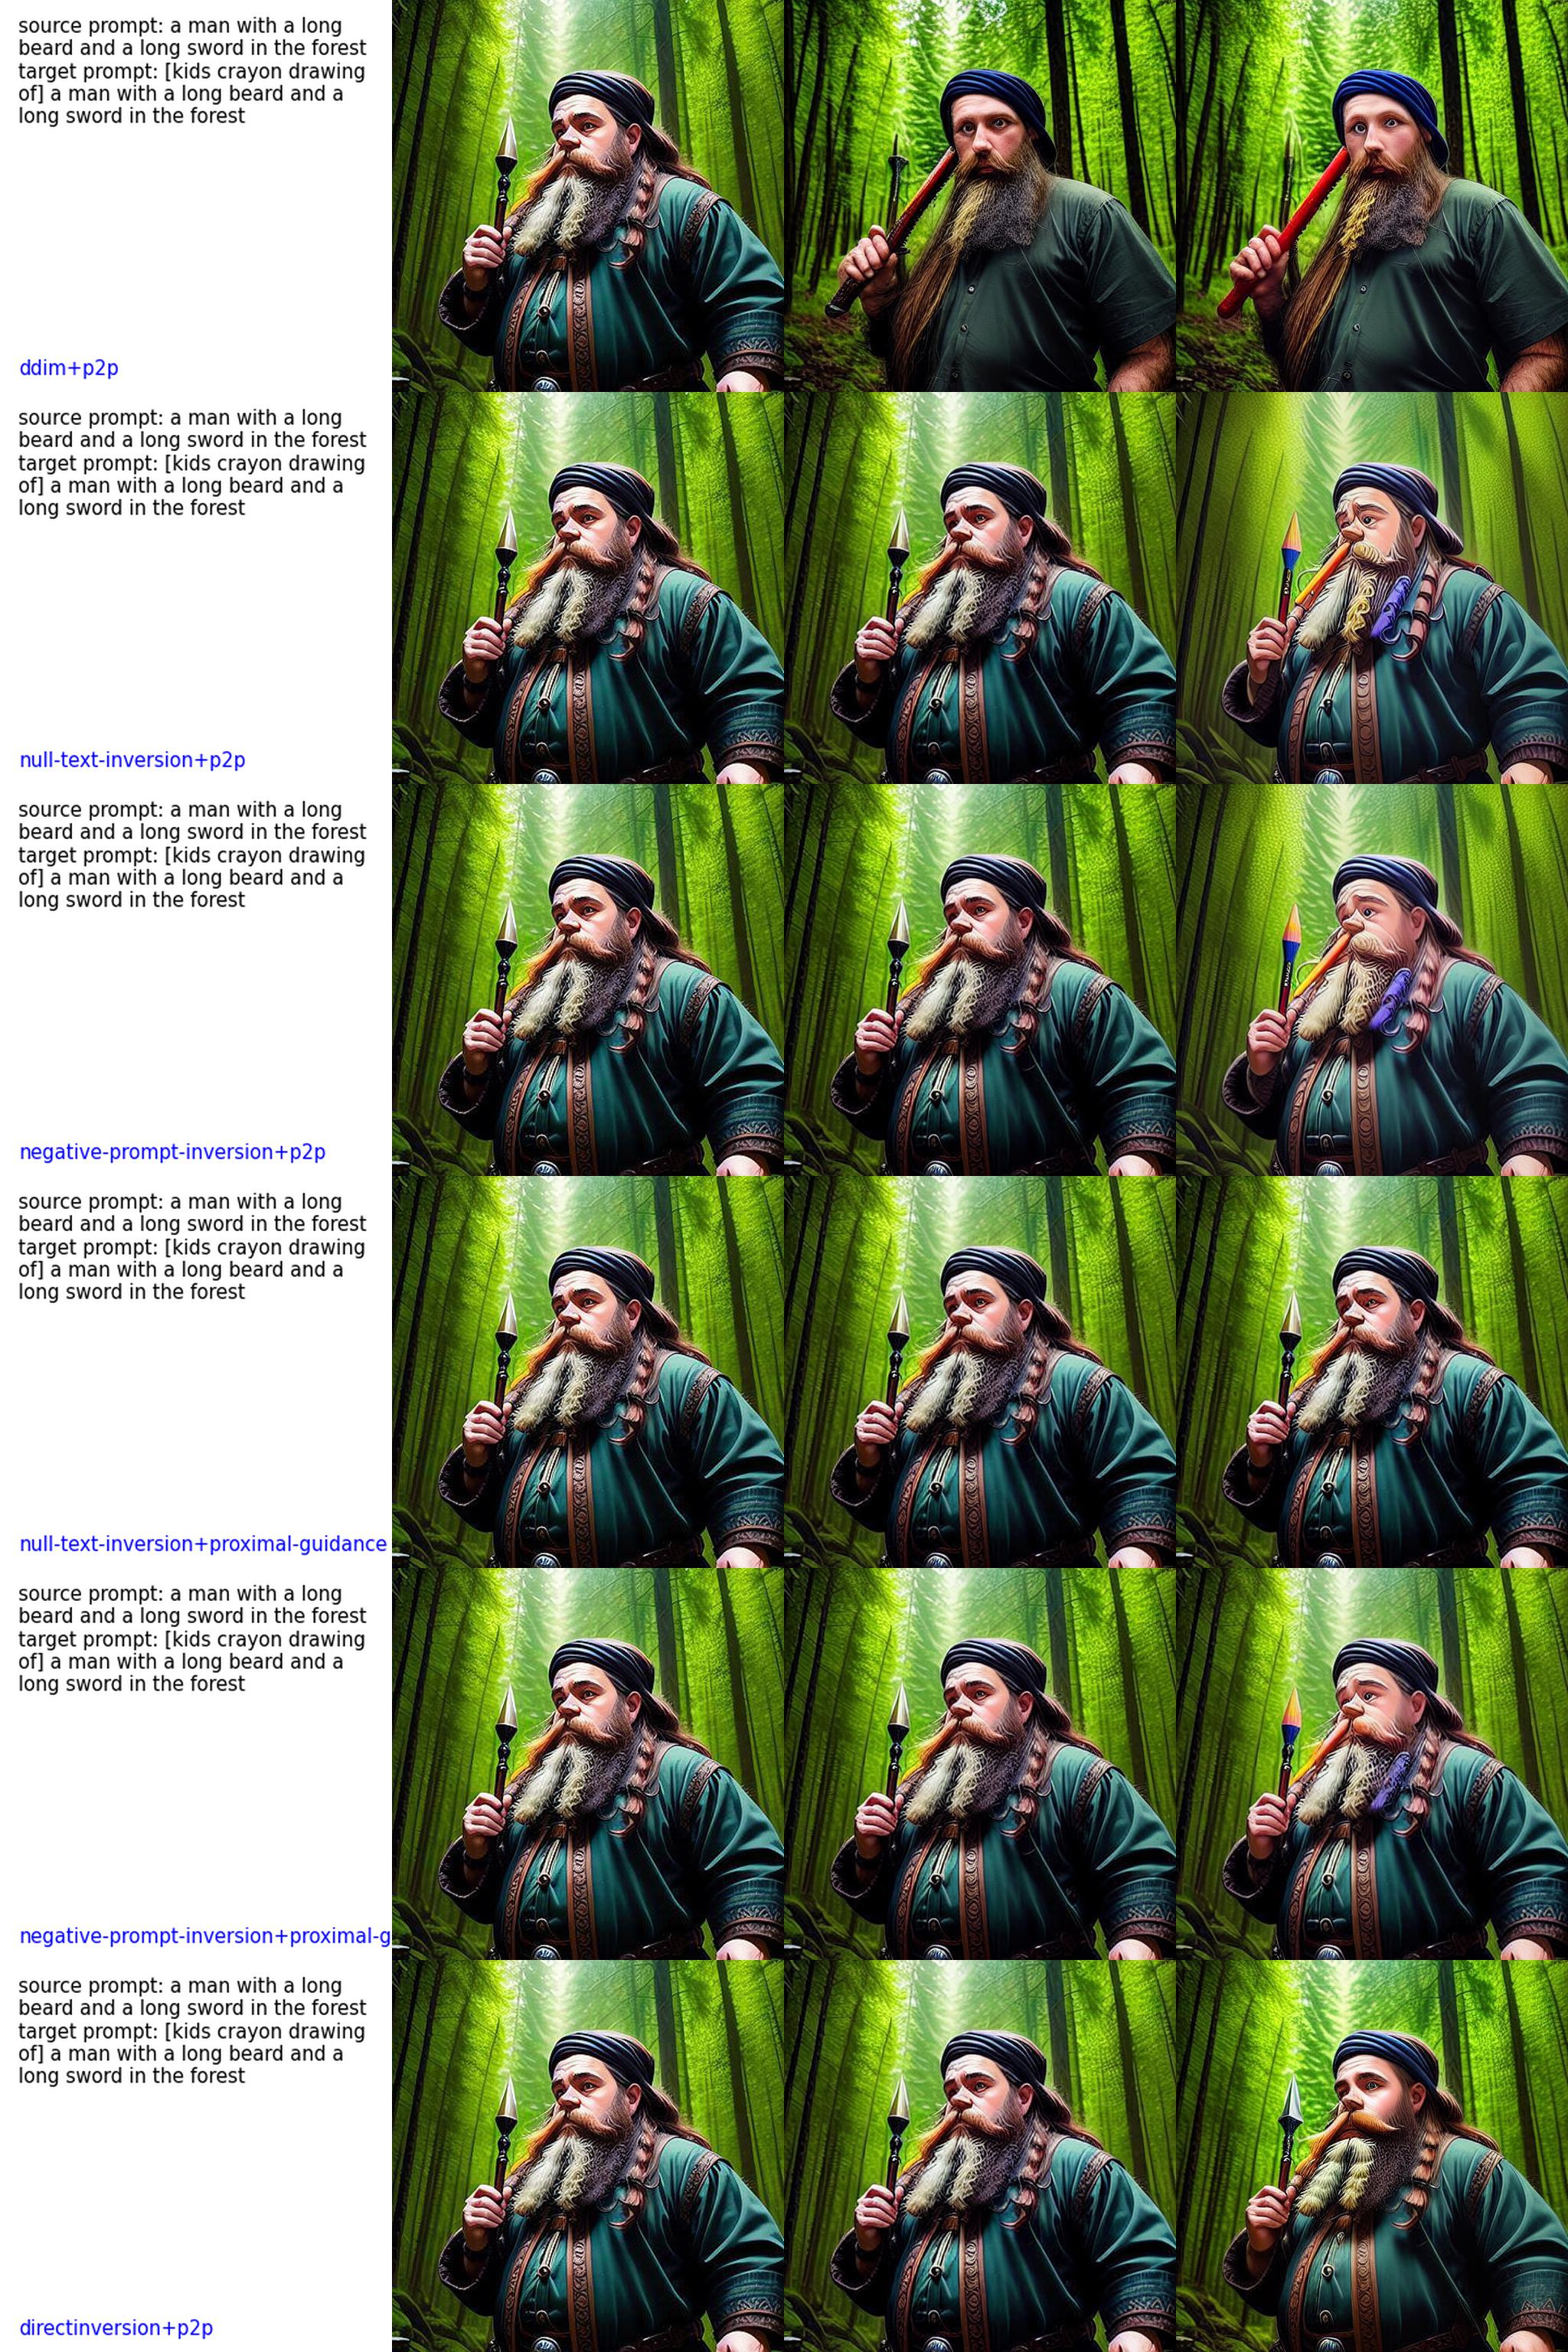 source prompt: a man with a long
beard and a long sword in the forest
target prompt: [kids crayon drawing
of] a man with a long beard and a
long sword in the forest
ddim+p2p
source prompt: a man with a long
beard and a long sword in the forest
target prompt: [kids crayon drawing
of] a man with a long beard and a
long sword in the forest
null-text-inversion+p2p
source prompt: a man with a long
beard and a long sword in the forest
target prompt: [kids crayon drawing
of] a man with a long beard and a
long sword in the forest
negative-prompt-inversion+p2p
source prompt: a man with a long
beard and a long sword in the forest
target prompt: [kids crayon drawing
of] a man with a long beard and a
long sword in the forest
null-text-inversion+proximal-guidance
source prompt: a man with a long
beard and a long sword in the forest
target prompt: [kids crayon drawing
of] a man with a long beard and a
long sword in the forest
negative-prompt-inversion+proximal-g
source prompt: a man with a long
beard and a long sword in the forest
target prompt: [kids crayon drawing
of] a man with a long beard and a
long sword in the forest
directinversion+p2p